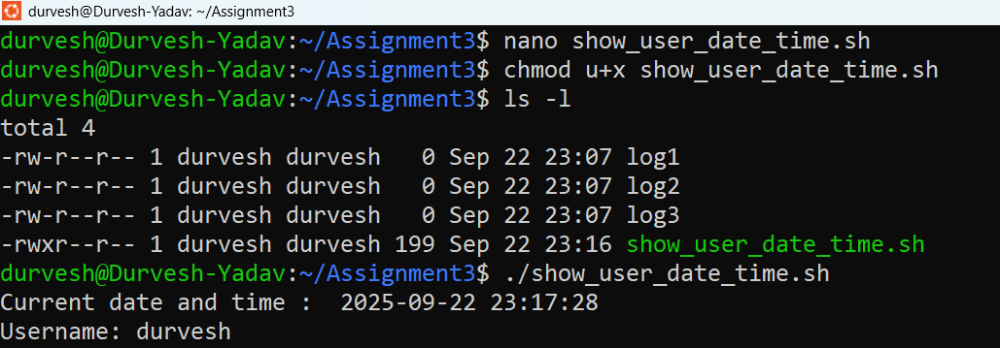 durvesh@Durvesh-Yadav: ~/Assignment3
durvesh@Durvesh-Yadav:~/Assignment3$ nano show_user_date_time.sh
durvesh@Durvesh-Yadav:~/Assignment3$ chmod u+x show_user_date_time.sh
durvesh@Durvesh-Yadav:~/Assignment3$ ls -l
total 4
-rw-r--r-- 1 durvesh durvesh   0 Sep 22 23:07 log1
-rw-r--r-- 1 durvesh durvesh   0 Sep 22 23:07 log2
-rw-r--r-- 1 durvesh durvesh   0 Sep 22 23:07 log3
-rwxr--r-- 1 durvesh durvesh 199 Sep 22 23:16 show_user_date_time.sh
durvesh@Durvesh-Yadav:~/Assignment3$ ./show_user_date_time.sh
Current date and time :  2025-09-22 23:17:28
Username: durvesh